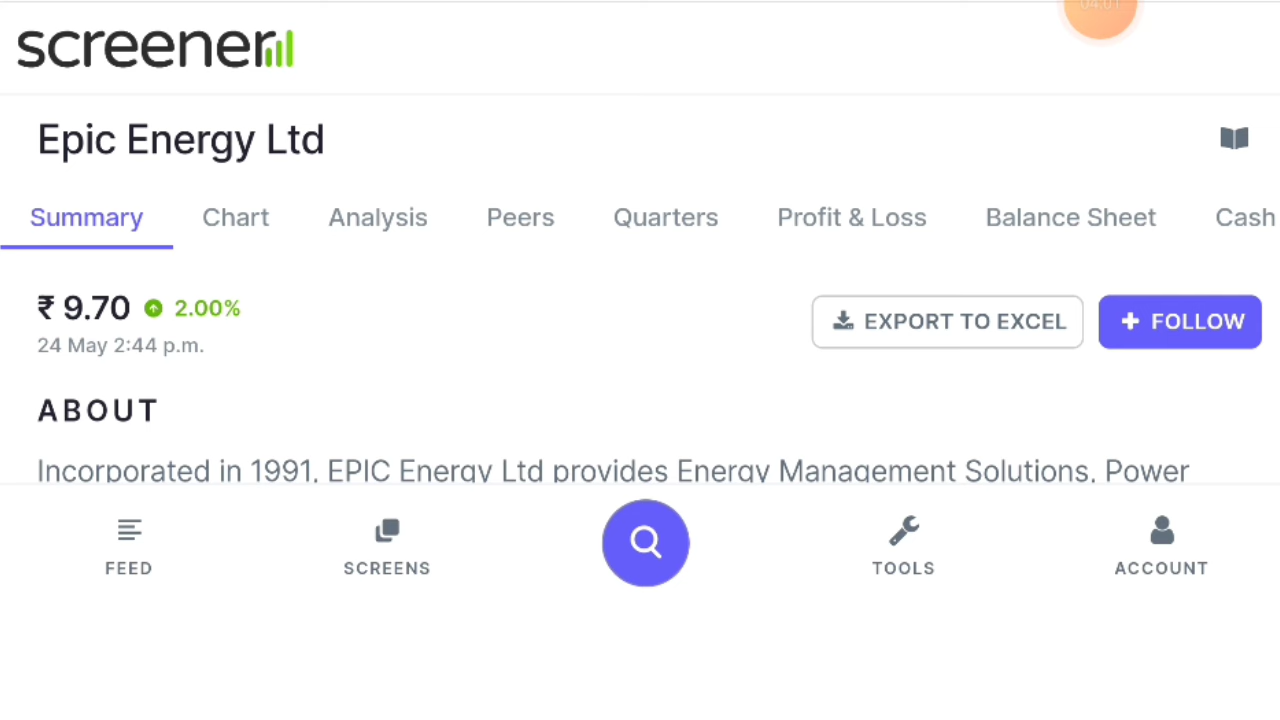 04:01
screener
Epic Energy Ltd
Summary Chart Analysis Peers Quarters Profit & Loss Balance Sheet Cash
₹ 9.70 2.00%
24 May 2:44 p.m.
EXPORT TO EXCEL
FOLLOW
ABOUT
Incorporated in 1991, EPIC Energy Ltd provides Energy Management Solutions, Power
FEED SCREENS TOOLS ACCOUNT